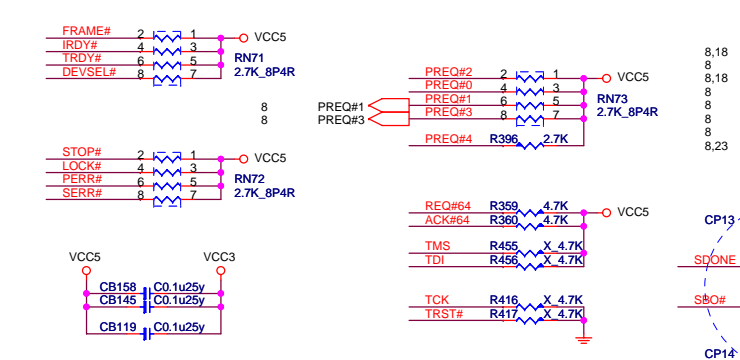 FRAME# 2 1 VCC5
IRDY# 4 3
TRDY# 6 5 RN71
DEVSEL# 8 7 2.7K_8P4R
8 PREQ#1
8 PREQ#3
STOP# 2 1 VCC5
LOCK# 4 3
PERR# 6 5 RN72
SERR# 8 7 2.7K_8P4R
VCC5 VCC3
CB158 C0.1u25y
CB145 C0.1u25y
CB119 C0.1u25y
PREQ#2 2 1 VCC5
PREQ#0 4 3
PREQ#1 6 5 RN73
PREQ#3 8 7 2.7K_8P4R
PREQ#4 R396 2.7K
REQ#64 R359 4.7K VCC5
ACK#64 R360 4.7K
TMS R455 X_4.7K
TDI R456 X_4.7K
TCK R416 X_4.7K
TRST# R417 X_4.7K
8,18
8
8,18
8
8
8
8
8,23
CP13
SDONE
SBO#
CP14